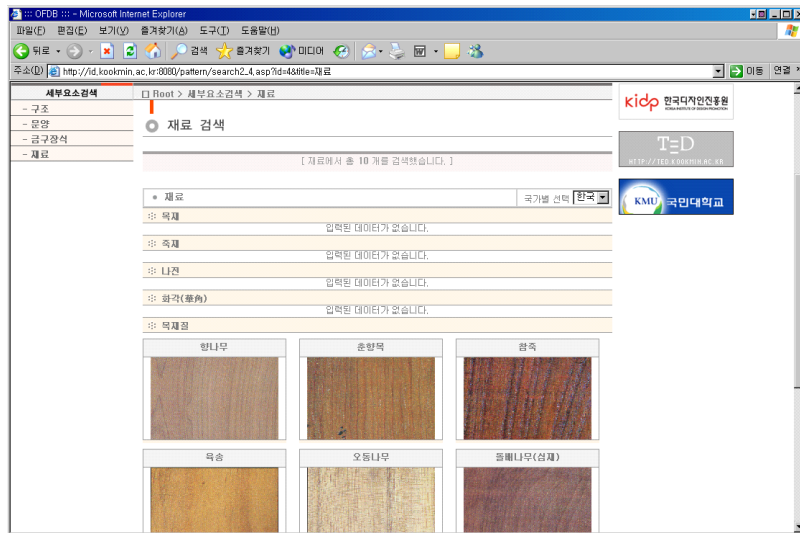 ::: OFDB ::: - Microsoft Internet Explorer
파일(F) 편집(E) 보기(V) 즐겨찾기(A) 도구(T) 도움말(H)
뒤로 검색 즐겨찾기 미디어
주소(D) http://id.kookmin.ac.kr:8080/pattern/search2_4.asp?id=4&title=재료 이동 연결 »
세부요소검색
- 구조
- 문양
- 금구장식
- 재료
Root > 세부요소검색 > 재료
재료 검색
[ 재료에서 총 10 개를 검색했습니다. ]
재료 국가별 선택 한국
목재
입력된 데이터가 없습니다.
죽재
입력된 데이터가 없습니다.
나전
입력된 데이터가 없습니다.
화각(華角)
입력된 데이터가 없습니다.
목재질
향나무 춘향목 참죽
육송 오동나무 돌배나무(심재)
kidp 한국디자인진흥원
KOREA INSTITUTE OF DESIGN PROMOTION
TED
HTTP://TED.KOOKMIN.AC.KR
KMU 국민대학교